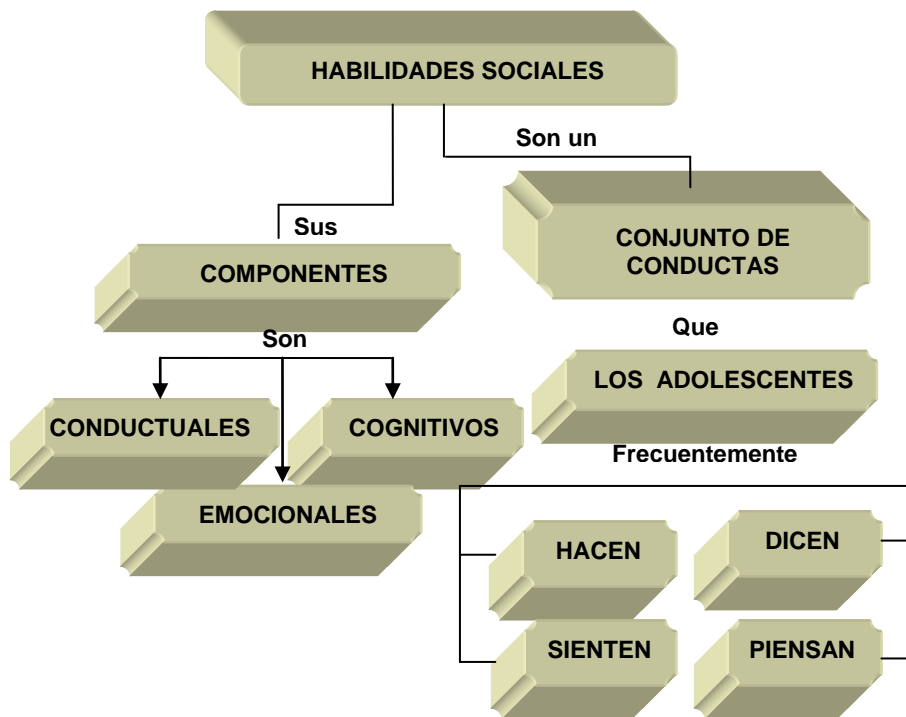 HABILIDADES SOCIALES
Son un
Sus
CONJUNTO DE
CONDUCTAS
COMPONENTES
Que
Son
LOS ADOLESCENTES
CONDUCTUALES
COGNITIVOS
Frecuentemente
EMOCIONALES
HACEN
DICEN
SIENTEN
PIENSAN